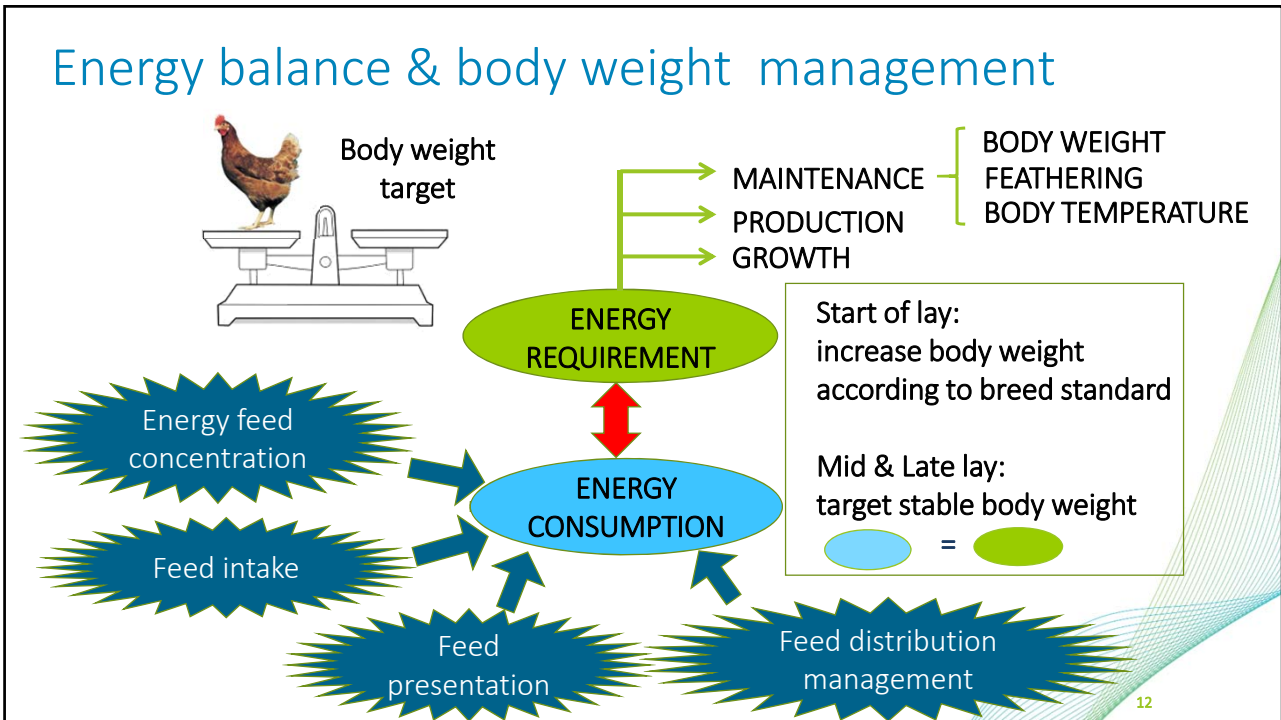 Energy balance & body weight management
Body weight
target
MAINTENANCE
PRODUCTION
GROWTH
BODY WEIGHT
FEATHERING
BODY TEMPERATURE
ENERGY
REQUIREMENT
Start of lay:
increase body weight
according to breed standard
Mid & Late lay:
target stable body weight
=
Energy feed
concentration
ENERGY
CONSUMPTION
Feed intake
Feed
presentation
Feed distribution
management
12